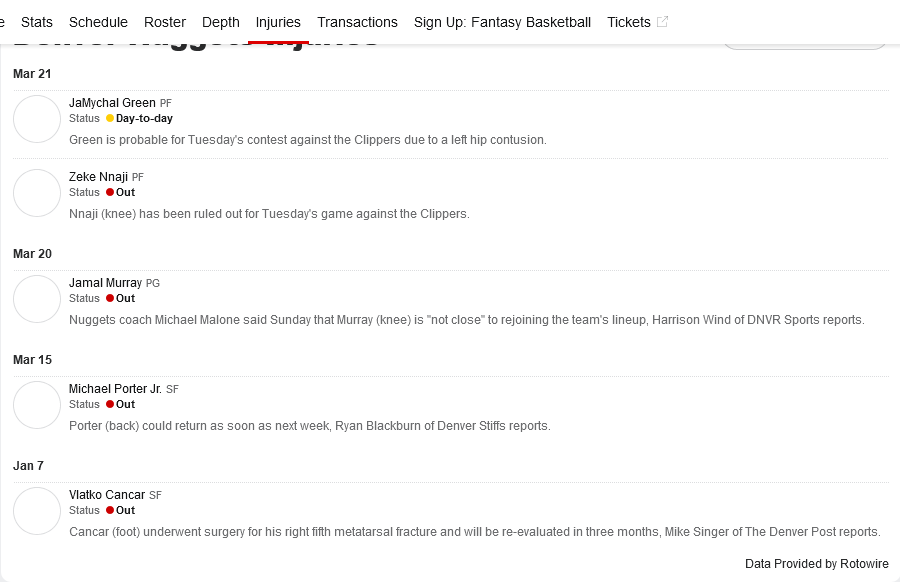 Stats Schedule Roster Depth Injuries Transactions Sign Up: Fantasy Basketball Tickets
Mar 21
JaMychal Green PF
Status Day-to-day
Green is probable for Tuesday's contest against the Clippers due to a left hip contusion.
Zeke Nnaji PF
Status Out
Nnaji (knee) has been ruled out for Tuesday's game against the Clippers.
Mar 20
Jamal Murray PG
Status Out
Nuggets coach Michael Malone said Sunday that Murray (knee) is "not close" to rejoining the team's lineup, Harrison Wind of DNVR Sports reports.
Mar 15
Michael Porter Jr. SF
Status Out
Porter (back) could return as soon as next week, Ryan Blackburn of Denver Stiffs reports.
Jan 7
Vlatko Cancar SF
Status Out
Cancar (foot) underwent surgery for his right fifth metatarsal fracture and will be re-evaluated in three months, Mike Singer of The Denver Post reports.
Data Provided by Rotowire